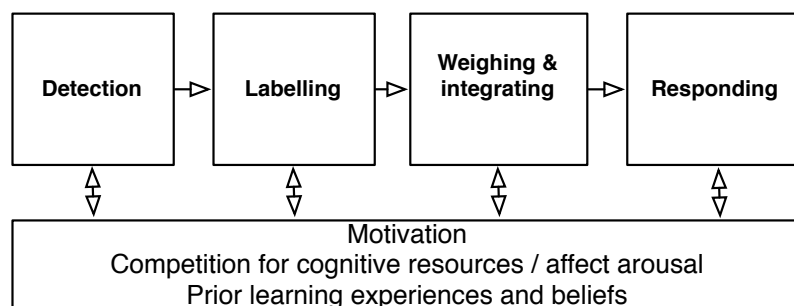 Detection
Labelling
Weighing &
integrating
Responding
Motivation
Competition for cognitive resources / affect arousal
Prior learning experiences and beliefs